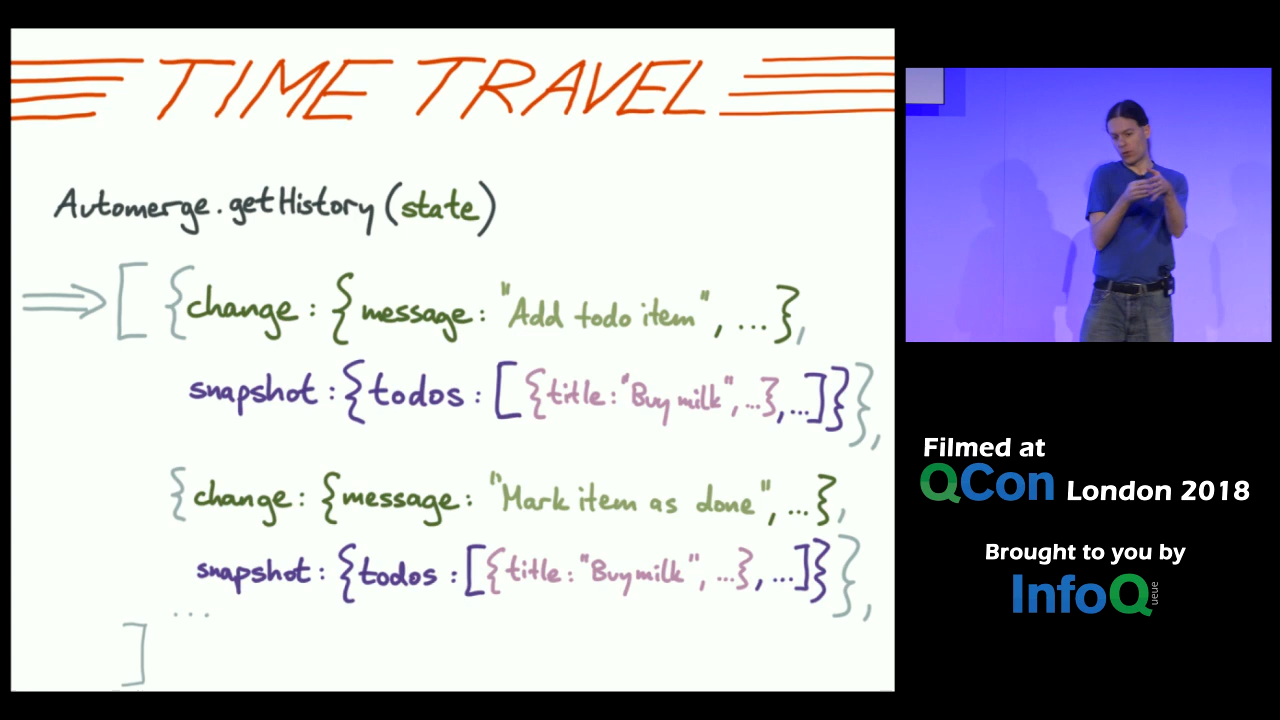 TIME TRAVEL
Automerge.getHistory(state)
⇒ [ {change: {message: "Add todo item", ...},
snapshot: {todos: [{title: "Buy milk", ...}, ...]}},
{change: {message: "Mark item as done", ...},
snapshot: {todos: [{title: "Buy milk", ...}, ...]}},
...
]
Filmed at
QCon London 2018
Brought to you by
InfoQ
ueue